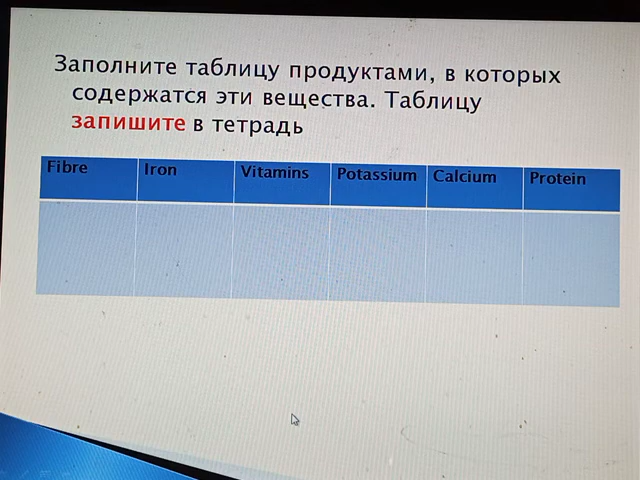 Заполните таблицу продуктами, в которых
содержатся эти вещества. Таблицу
запишите в тетрадь
Fibre Iron Vitamins Potassium Calcium Protein